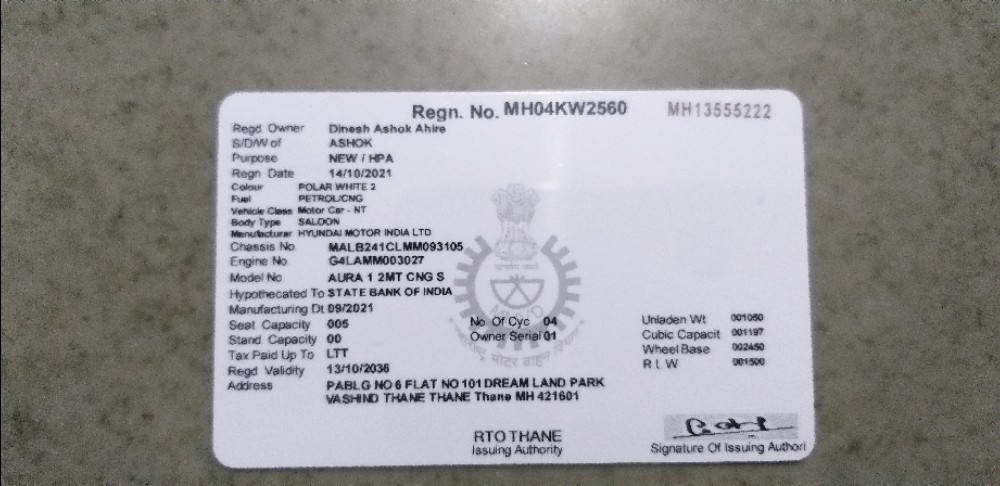 Regn. No. MH04KW2560 MH13555222
Regd Owner Dinesh Ashok Ahire
S/D/W of ASHOK
Purpose NEW / HPA
Regn Date 14/10/2021
Colour POLAR WHITE 2
Fuel PETROL/CNG
Vehicle Class Motor Car - NT
Body Type SALOON
Manufacturar HYUNDAI MOTOR INDIA LTD
Chassis No MALB241CLMM093105
Engine No G4LAMM003027
Model No AURA 1 2MT CNG S
Hypothecated To STATE BANK OF INDIA
Manufacturing Dt 09/2021
Seat Capacity 005 No Of Cyc 04 Unladen Wt 001050
Stand Capacity 00 Owner Serial 01 Cubic Capacit 001197
Tax Paid Up To LTT Wheel Base 002450
Regd Validity 13/10/2036 R L W 001500
Address PABLG NO 6 FLAT NO 101 DREAM LAND PARK
VASHIND THANE THANE Thane MH 421601
RTO THANE
Issuing Authority
Signature Of Issuing Authori